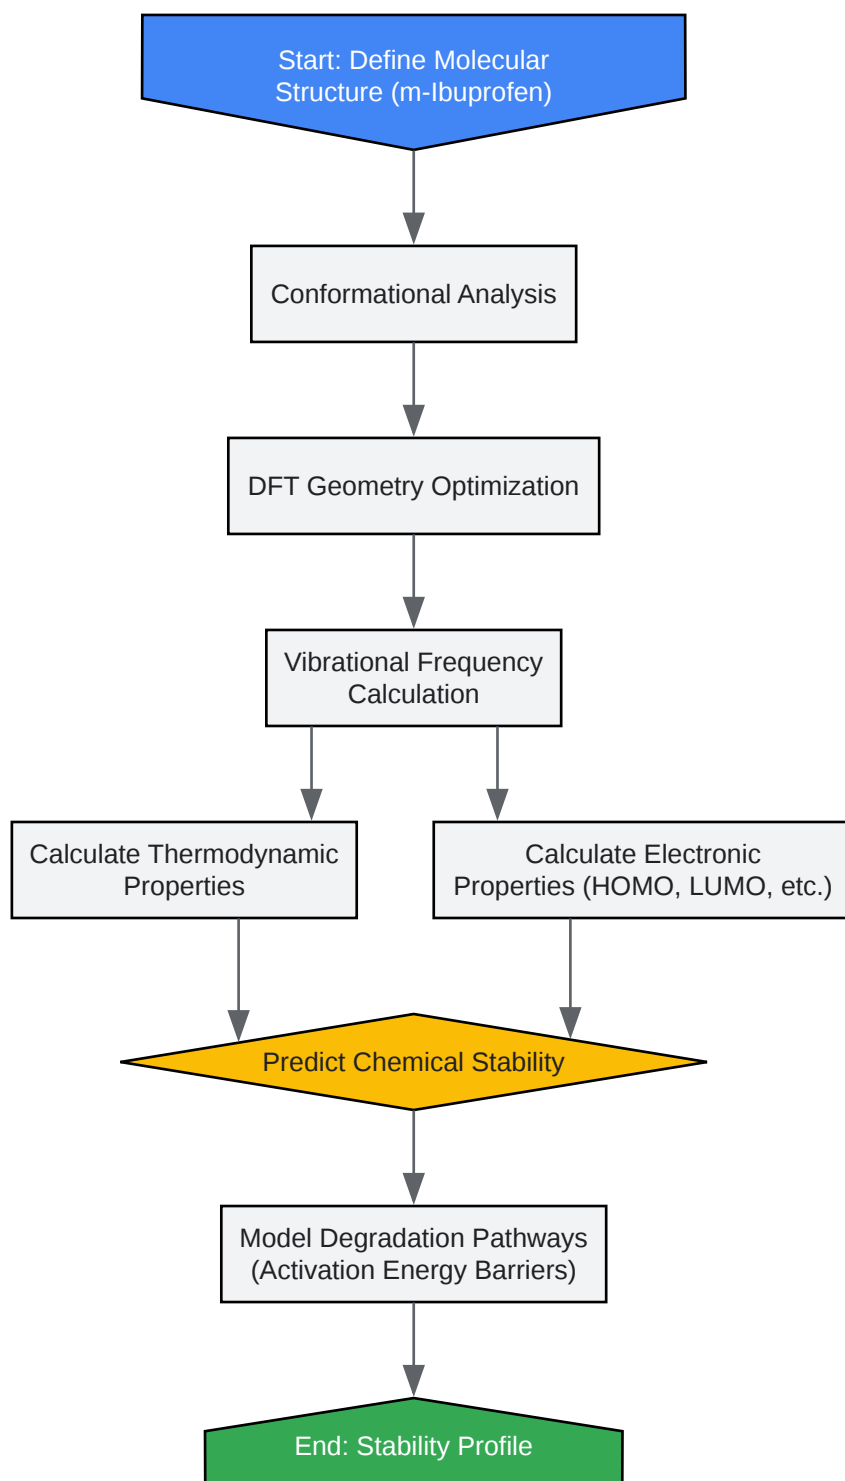 Start: Define Molecular
Structure (m-Ibuprofen)
Conformational Analysis
DFT Geometry Optimization
Vibrational Frequency
Calculation
Calculate Thermodynamic
Properties
Calculate Electronic
Properties (HOMO, LUMO, etc.)
Predict Chemical Stability
Model Degradation Pathways
(Activation Energy Barriers)
End: Stability Profile